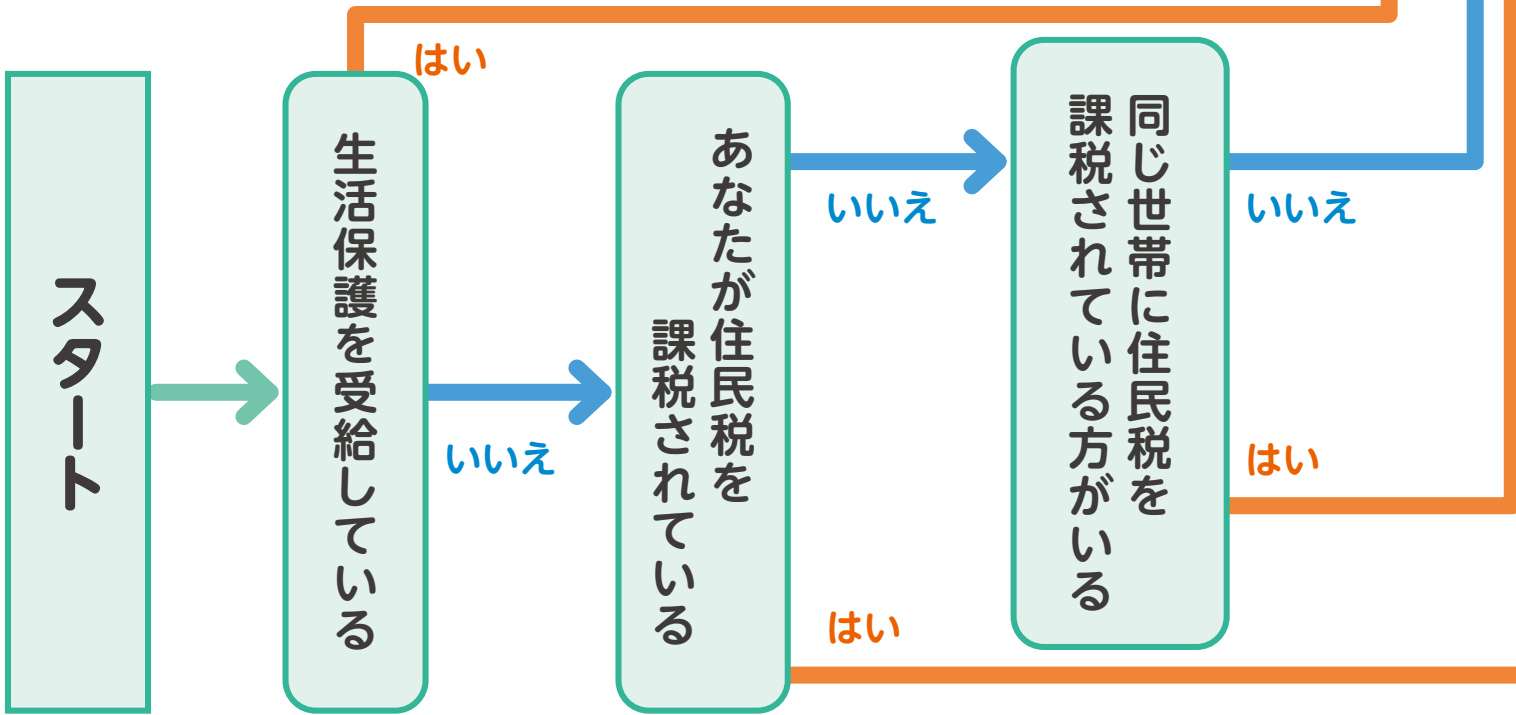 スタート
生活保護を受給している
はい
いいえ
あなたが住民税を
課税されている
いいえ
はい
同じ世帯に住民税を
課税されている方がいる
いいえ
はい